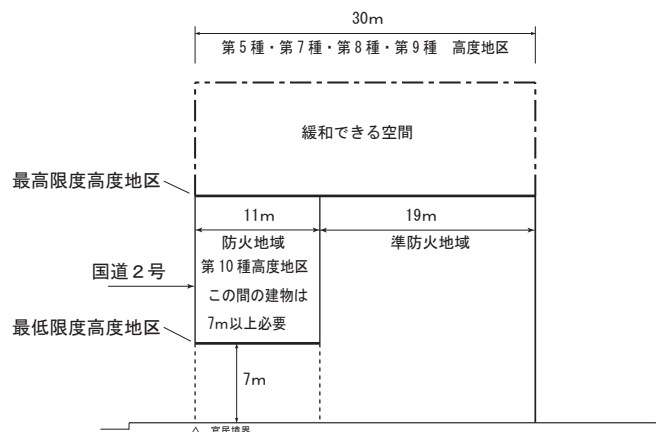 30m
第5種・第7種・第8種・第9種 高度地区
緩和できる空間
最高限度高度地区
11m
19m
防火地域
準防火地域
第10種高度地区
国道2号
この間の建物は
7m以上必要
最低限度高度地区
7m
官民境界